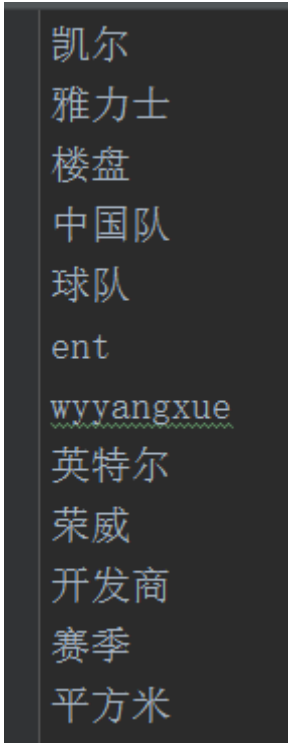 凯尔
雅力士
楼盘
中国队
球队
ent
wyyangxue
英特尔
荣威
开发商
赛季
平方米